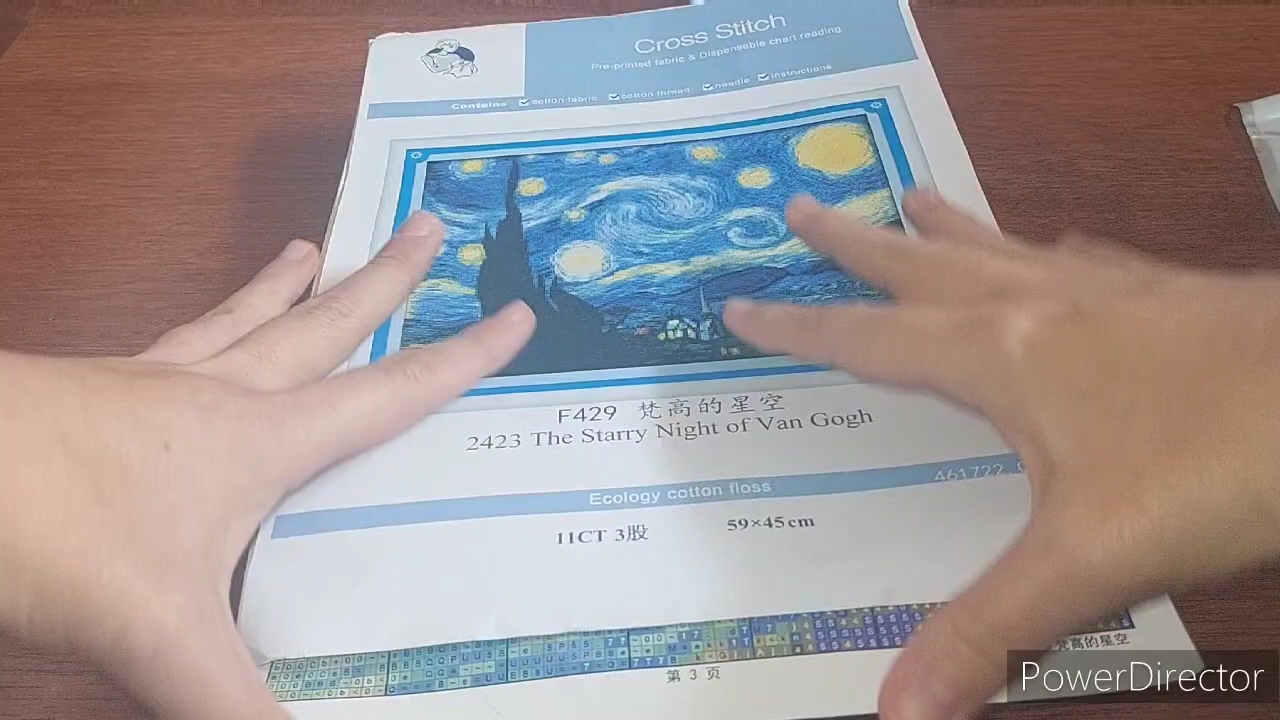 Cross Stitch
Pre-printed fabric & Dispensable chart reading
Contains cotton fabric cotton thread needle instructions
F429 梵高的星空
2423 The Starry Night of Van Gogh
Ecology cotton floss
461722
11CT 3股 59×45cm
梵高的星空
第 3 页
PowerDirector